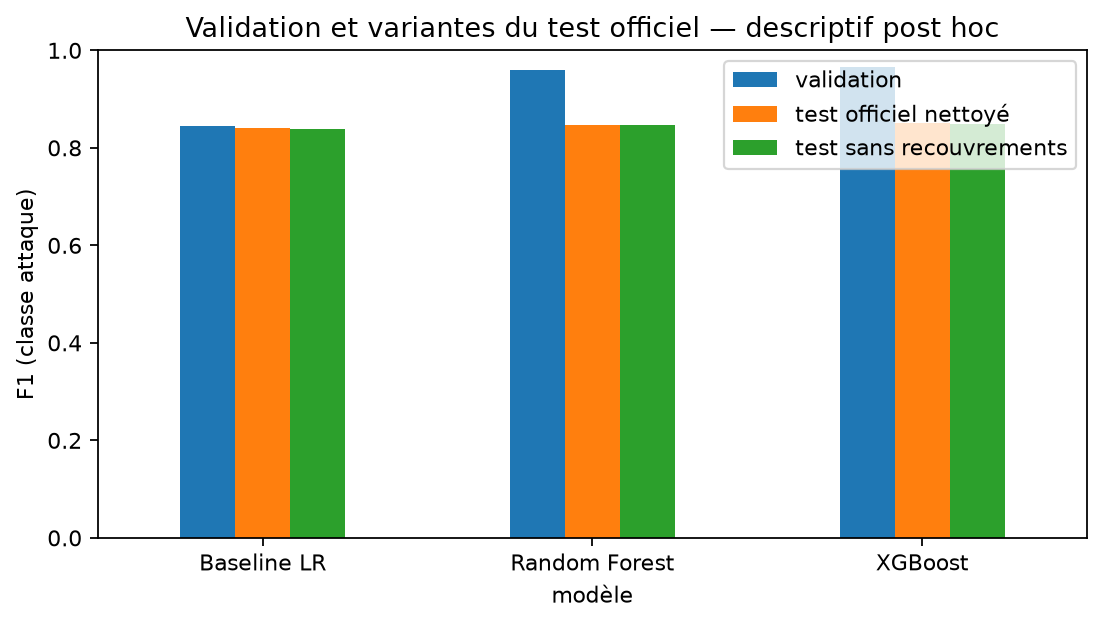 Validation et variantes du test officiel — descriptif post hoc
1.0
0.8
0.6
0.4
0.2
0.0
F1 (classe attaque)
validation
test officiel nettoyé
test sans recouvrements
Baseline LR
Random Forest
XGBoost
modèle